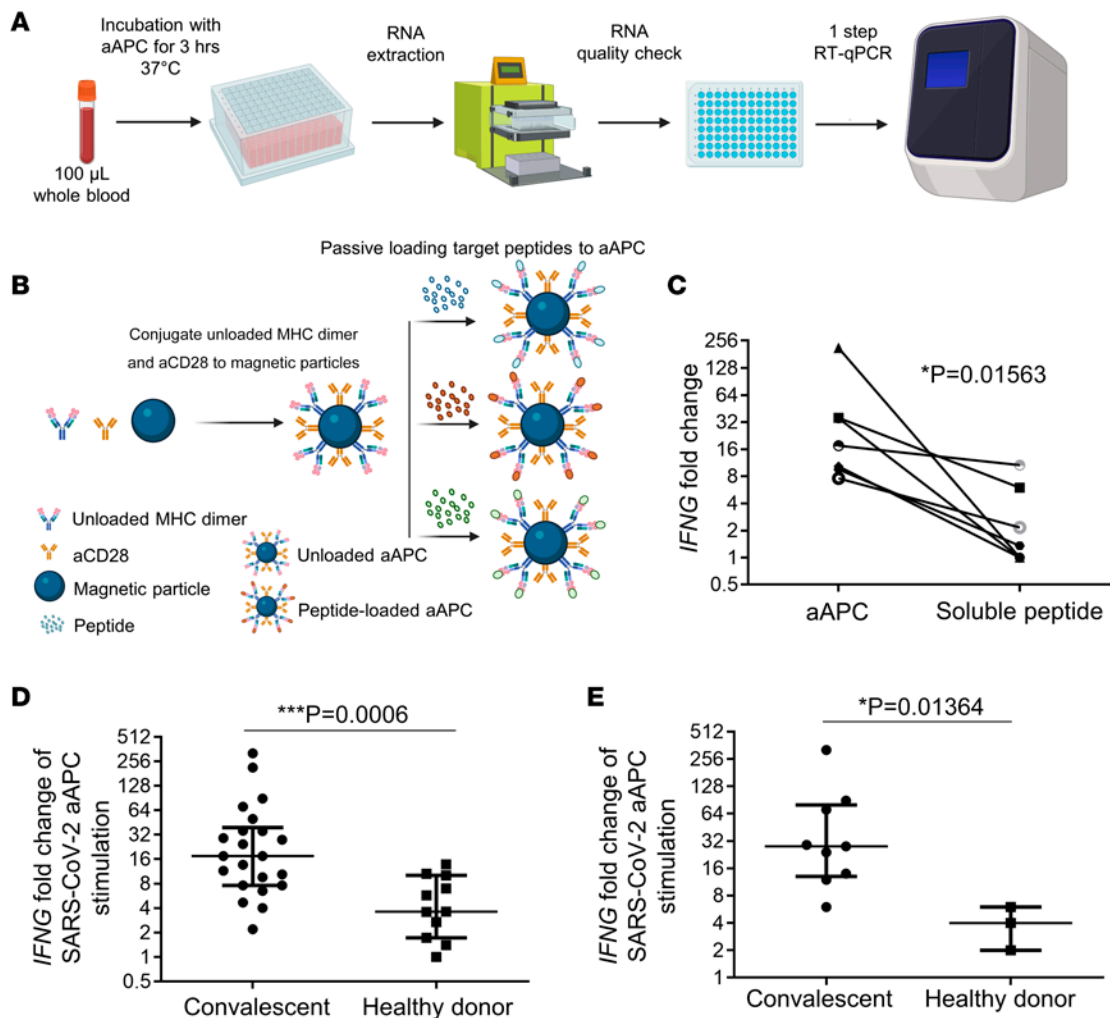 A
Incubation with
aAPC for 3 hrs
37°C
RNA
extraction
RNA
quality check
1 step
RT-qPCR
100 µL
whole blood
B
Passive loading target peptides to aAPC
Conjugate unloaded MHC dimer
and aCD28 to magnetic particles
Unloaded MHC dimer
aCD28
Magnetic particle
Peptide
Unloaded aAPC
Peptide-loaded aAPC
C
IFNG fold change
256
128
64
32
16
8
4
2
1
0.5
*P=0.01563
aAPC
Soluble peptide
D
***P=0.0006
IFNG fold change of
SARS-CoV-2 aAPC
stimulation
512
256
128
64
32
16
8
4
2
1
0.5
Convalescent
Healthy donor
E
*P=0.01364
IFNG fold change of
SARS-CoV-2 aAPC
stimulation
512
256
128
64
32
16
8
4
2
1
Convalescent
Healthy donor